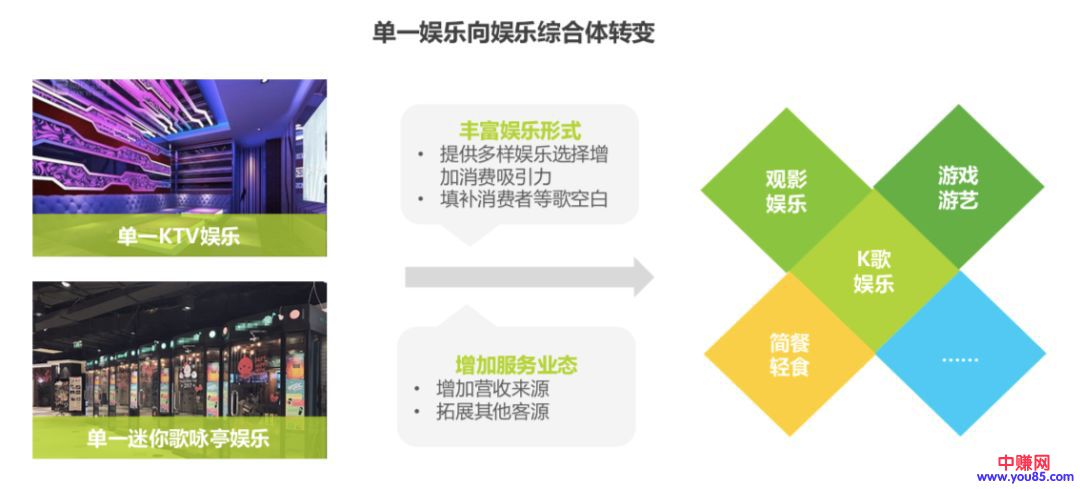 单一娱乐向娱乐综合体转变
单一KTV娱乐
单一迷你歌咏亭娱乐
丰富娱乐形式
• 提供多样娱乐选择增
加消费吸引力
• 填补消费者等歌空白
增加服务业态
• 增加营收来源
• 拓展其他客源
观影
娱乐
游戏
游艺
K歌
娱乐
简餐
轻食
……
中赚网
www.you85.com